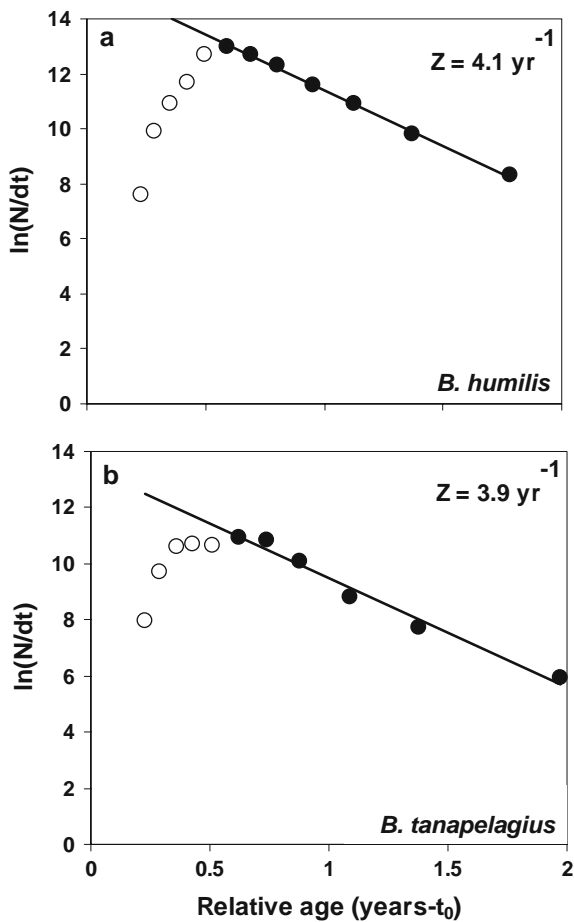 a
-1
Z = 4.1 yr
14
12
10
8
6
4
2
0
ln(N/dt)
B. humilis
b
-1
Z = 3.9 yr
14
12
10
8
6
4
2
0
ln(N/dt)
B. tanapelagius
0 0.5 1 1.5 2
Relative age (years-t₀)